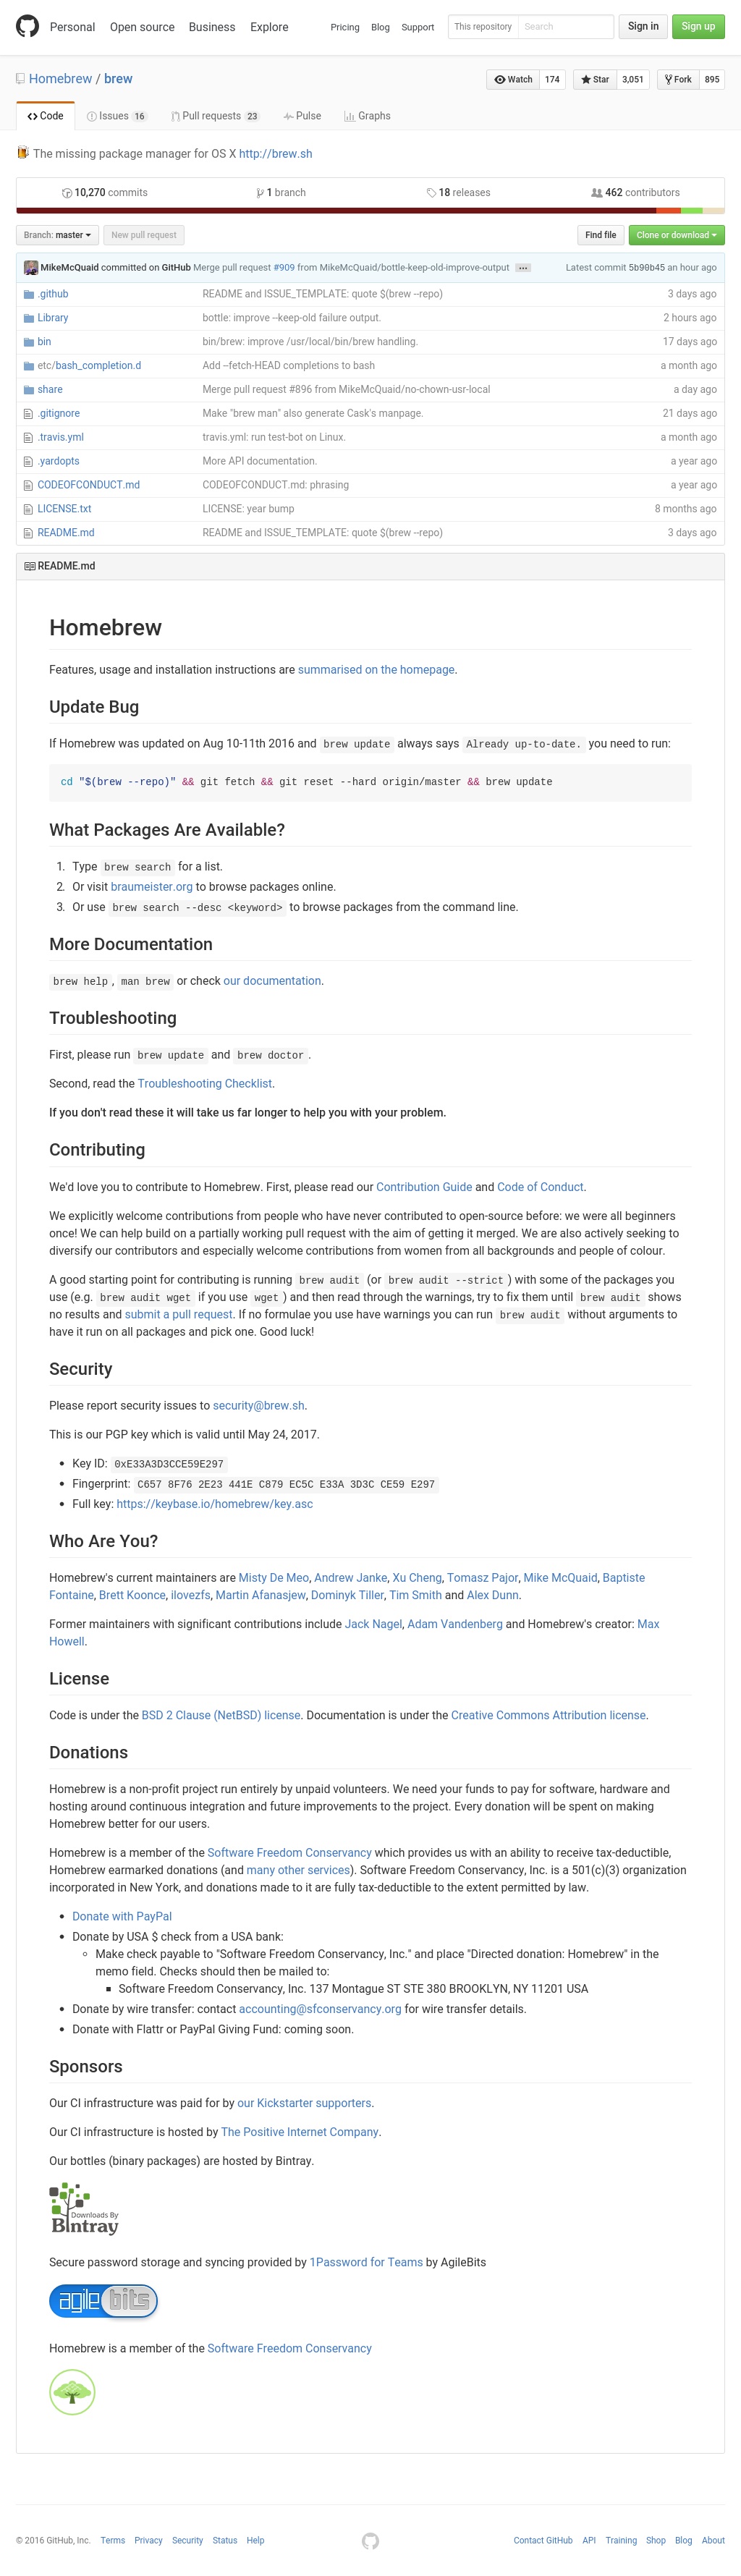 Personal Open source Business Explore Pricing Blog Support This repository Search Sign in Sign up
Homebrew / brew Watch 174 Star 3,051 Fork 895
Code Issues 16 Pull requests 23 Pulse Graphs
The missing package manager for OS X http://brew.sh
10,270 commits 1 branch 18 releases 462 contributors
Branch: master New pull request Find file Clone or download
MikeMcQuaid committed on GitHub Merge pull request #909 from MikeMcQuaid/bottle-keep-old-improve-output … Latest commit 5b90b45 an hour ago
.github README and ISSUE_TEMPLATE: quote $(brew --repo) 3 days ago
Library bottle: improve --keep-old failure output. 2 hours ago
bin bin/brew: improve /usr/local/bin/brew handling. 17 days ago
etc/bash_completion.d Add --fetch-HEAD completions to bash a month ago
share Merge pull request #896 from MikeMcQuaid/no-chown-usr-local a day ago
.gitignore Make "brew man" also generate Cask's manpage. 21 days ago
.travis.yml travis.yml: run test-bot on Linux. a month ago
.yardopts More API documentation. a year ago
CODEOFCONDUCT.md CODEOFCONDUCT.md: phrasing a year ago
LICENSE.txt LICENSE: year bump 8 months ago
README.md README and ISSUE_TEMPLATE: quote $(brew --repo) 3 days ago
README.md
Homebrew
Features, usage and installation instructions are summarised on the homepage.
Update Bug
If Homebrew was updated on Aug 10-11th 2016 and brew update always says Already up-to-date. you need to run:
cd "$(brew --repo)" && git fetch && git reset --hard origin/master && brew update
What Packages Are Available?
1. Type brew search for a list.
2. Or visit braumeister.org to browse packages online.
3. Or use brew search --desc <keyword> to browse packages from the command line.
More Documentation
brew help , man brew or check our documentation.
Troubleshooting
First, please run brew update and brew doctor .
Second, read the Troubleshooting Checklist.
If you don't read these it will take us far longer to help you with your problem.
Contributing
We'd love you to contribute to Homebrew. First, please read our Contribution Guide and Code of Conduct.
We explicitly welcome contributions from people who have never contributed to open-source before: we were all beginners
once! We can help build on a partially working pull request with the aim of getting it merged. We are also actively seeking to
diversify our contributors and especially welcome contributions from women from all backgrounds and people of colour.
A good starting point for contributing is running brew audit (or brew audit --strict ) with some of the packages you
use (e.g. brew audit wget if you use wget ) and then read through the warnings, try to fix them until brew audit shows
no results and submit a pull request. If no formulae you use have warnings you can run brew audit without arguments to
have it run on all packages and pick one. Good luck!
Security
Please report security issues to security@brew.sh.
This is our PGP key which is valid until May 24, 2017.
• Key ID: 0xE33A3D3CCE59E297
• Fingerprint: C657 8F76 2E23 441E C879 EC5C E33A 3D3C CE59 E297
• Full key: https://keybase.io/homebrew/key.asc
Who Are You?
Homebrew's current maintainers are Misty De Meo, Andrew Janke, Xu Cheng, Tomasz Pajor, Mike McQuaid, Baptiste
Fontaine, Brett Koonce, ilovezfs, Martin Afanasjew, Dominyk Tiller, Tim Smith and Alex Dunn.
Former maintainers with significant contributions include Jack Nagel, Adam Vandenberg and Homebrew's creator: Max
Howell.
License
Code is under the BSD 2 Clause (NetBSD) license. Documentation is under the Creative Commons Attribution license.
Donations
Homebrew is a non-profit project run entirely by unpaid volunteers. We need your funds to pay for software, hardware and
hosting around continuous integration and future improvements to the project. Every donation will be spent on making
Homebrew better for our users.
Homebrew is a member of the Software Freedom Conservancy which provides us with an ability to receive tax-deductible,
Homebrew earmarked donations (and many other services). Software Freedom Conservancy, Inc. is a 501(c)(3) organization
incorporated in New York, and donations made to it are fully tax-deductible to the extent permitted by law.
• Donate with PayPal
• Donate by USA $ check from a USA bank:
◦ Make check payable to "Software Freedom Conservancy, Inc." and place "Directed donation: Homebrew" in the
memo field. Checks should then be mailed to:
▪ Software Freedom Conservancy, Inc. 137 Montague ST STE 380 BROOKLYN, NY 11201 USA
• Donate by wire transfer: contact accounting@sfconservancy.org for wire transfer details.
• Donate with Flattr or PayPal Giving Fund: coming soon.
Sponsors
Our CI infrastructure was paid for by our Kickstarter supporters.
Our CI infrastructure is hosted by The Positive Internet Company.
Our bottles (binary packages) are hosted by Bintray.
Downloads By
Bintray
Secure password storage and syncing provided by 1Password for Teams by AgileBits
agile bits
Homebrew is a member of the Software Freedom Conservancy
© 2016 GitHub, Inc. Terms Privacy Security Status Help Contact GitHub API Training Shop Blog About